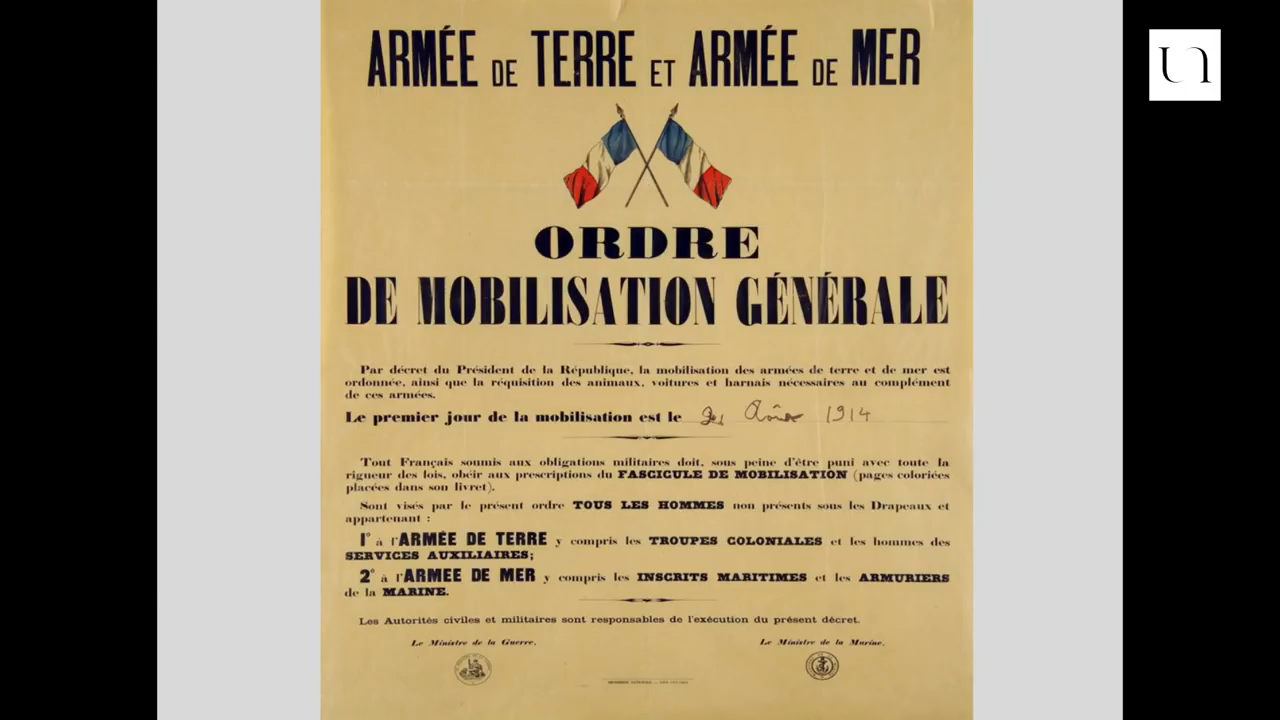 ARMÉE DE TERRE ET ARMÉE DE MER
ORDRE
DE MOBILISATION GÉNÉRALE
Par décret du Président de la République, la mobilisation des armées de terre et de mer est
ordonnée, ainsi que la réquisition des animaux, voitures et harnais nécessaires au complément
de ces armées.
Le premier jour de la mobilisation est le Août 1914
Tout Français soumis aux obligations militaires doit, sous peine d'être puni avec toute la
rigueur des lois, obéir aux prescriptions du FASCICULE DE MOBILISATION (pages coloriées
placées dans son livret).
Sont visés par le présent ordre TOUS LES HOMMES non présents sous les Drapeaux et
appartenant :
1° à l'ARMÉE DE TERRE y compris les TROUPES COLONIALES et les hommes des
SERVICES AUXILIAIRES;
2° à l'ARMÉE DE MER y compris les INSCRITS MARITIMES et les ARMURIERS
de la MARINE.
Les Autorités civiles et militaires sont responsables de l'exécution du présent décret.
Le Ministre de la Guerre,
Le Ministre de la Marine,